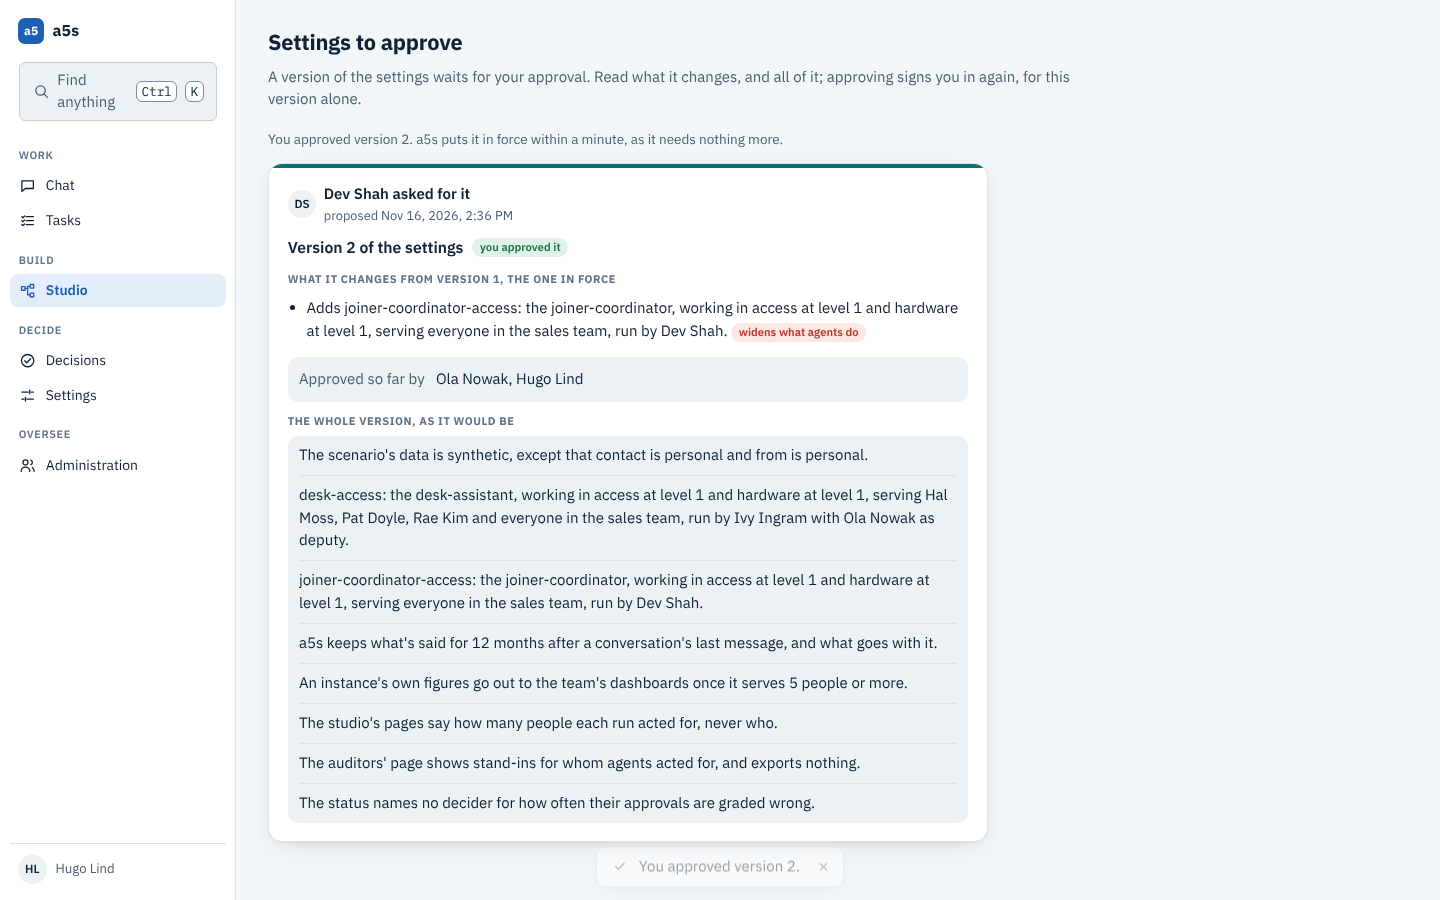 a5 a5s
Find
anything
Ctrl K
WORK
Chat
Tasks
BUILD
Studio
DECIDE
Decisions
Settings
OVERSEE
Administration
HL Hugo Lind
Settings to approve
A version of the settings waits for your approval. Read what it changes, and all of it; approving signs you in again, for this
version alone.
You approved version 2. a5s puts it in force within a minute, as it needs nothing more.
DS
Dev Shah asked for it
proposed Nov 16, 2026, 2:36 PM
Version 2 of the settings you approved it
WHAT IT CHANGES FROM VERSION 1, THE ONE IN FORCE
• Adds joiner-coordinator-access: the joiner-coordinator, working in access at level 1 and hardware
at level 1, serving everyone in the sales team, run by Dev Shah. widens what agents do
Approved so far by Ola Nowak, Hugo Lind
THE WHOLE VERSION, AS IT WOULD BE
The scenario's data is synthetic, except that contact is personal and from is personal.
desk-access: the desk-assistant, working in access at level 1 and hardware at level 1, serving Hal
Moss, Pat Doyle, Rae Kim and everyone in the sales team, run by Ivy Ingram with Ola Nowak as
deputy.
joiner-coordinator-access: the joiner-coordinator, working in access at level 1 and hardware at
level 1, serving everyone in the sales team, run by Dev Shah.
a5s keeps what's said for 12 months after a conversation's last message, and what goes with it.
An instance's own figures go out to the team's dashboards once it serves 5 people or more.
The studio's pages say how many people each run acted for, never who.
The auditors' page shows stand-ins for whom agents acted for, and exports nothing.
The status names no decider for how often their approvals are graded wrong.
You approved version 2.